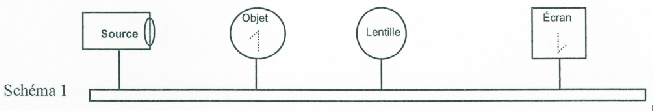 Source
Objet
Lentille
Écran
Schéma 1